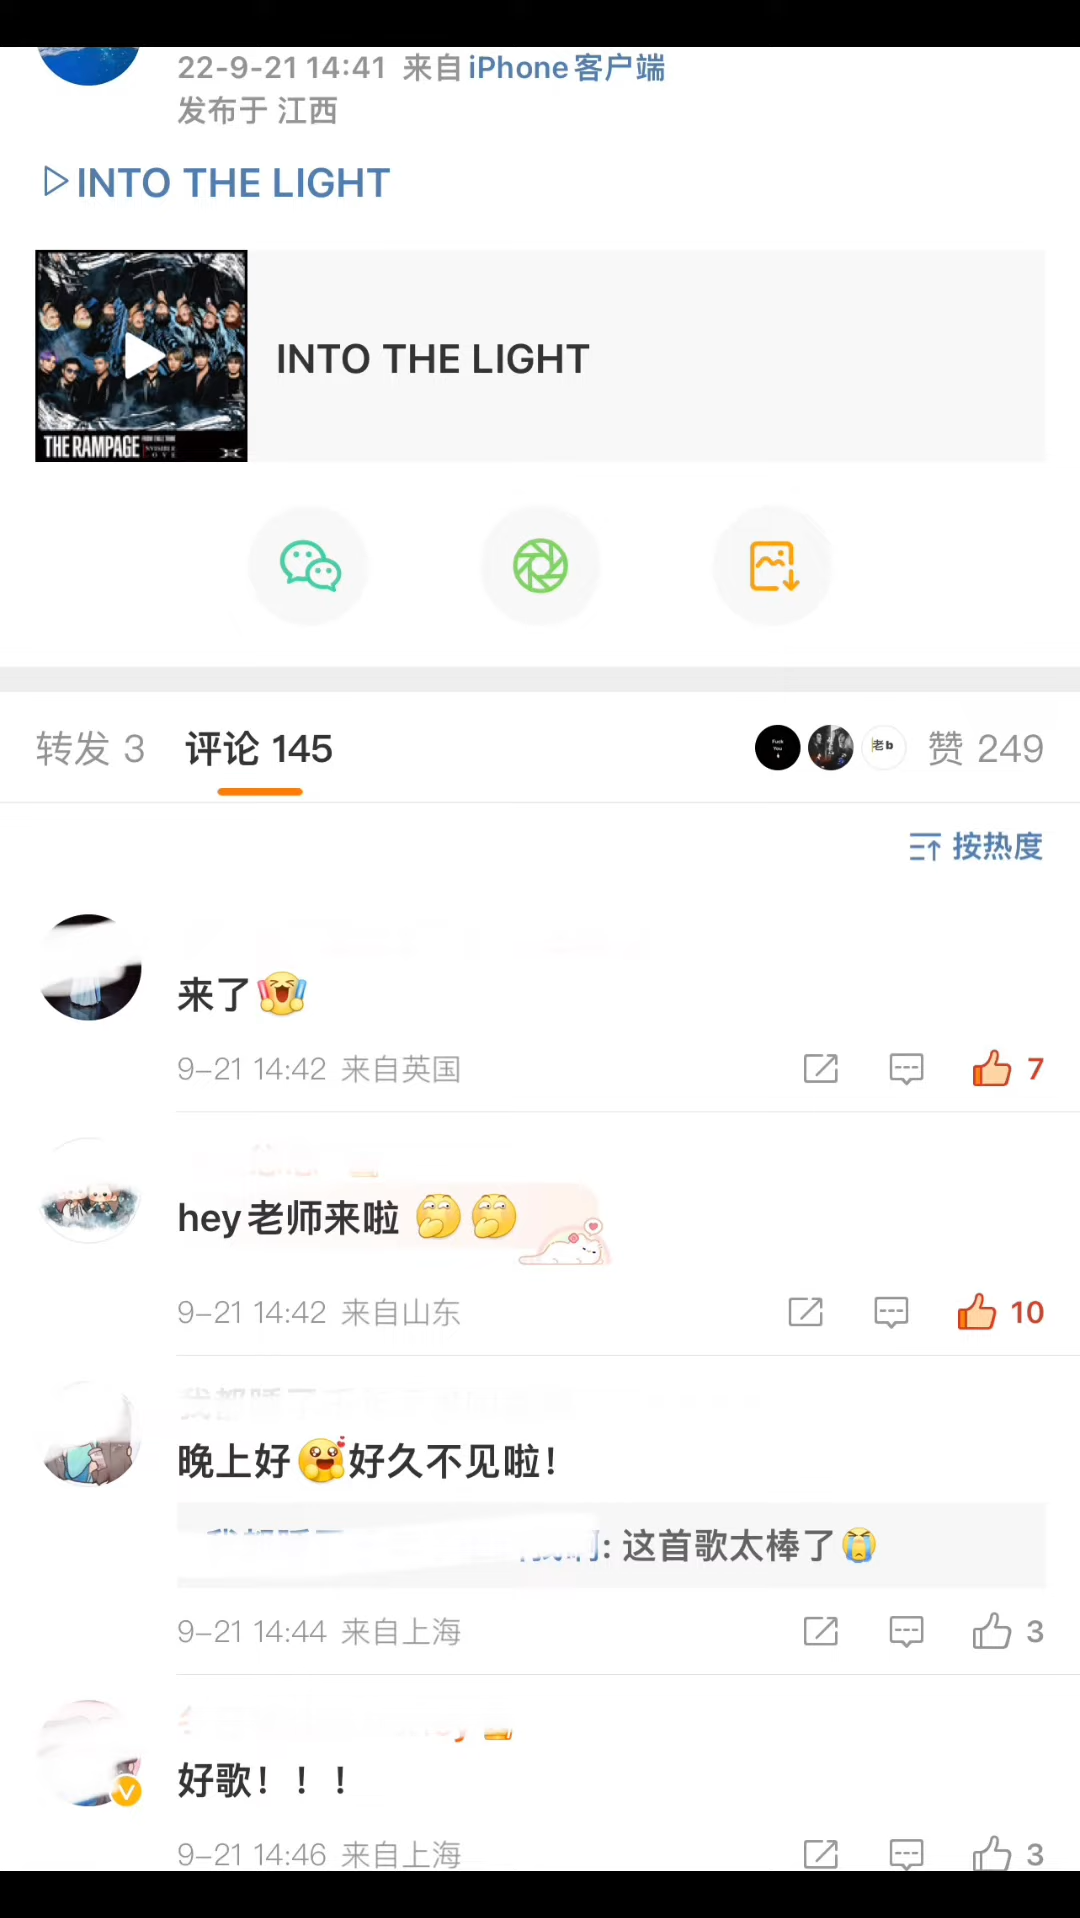 22-9-21 14:41 来自 iPhone客户端
发布于 江西
INTO THE LIGHT
INTO THE LIGHT
THE RAMPAGE
转发 3 评论 145 老b 赞 249
按热度
来了
9-21 14:42 来自英国 7
hey老师来啦
9-21 14:42 来自山东 10
晚上好 好久不见啦！
: 这首歌太棒了
9-21 14:44 来自上海 3
好歌！！！
9-21 14:46 来自上海 3